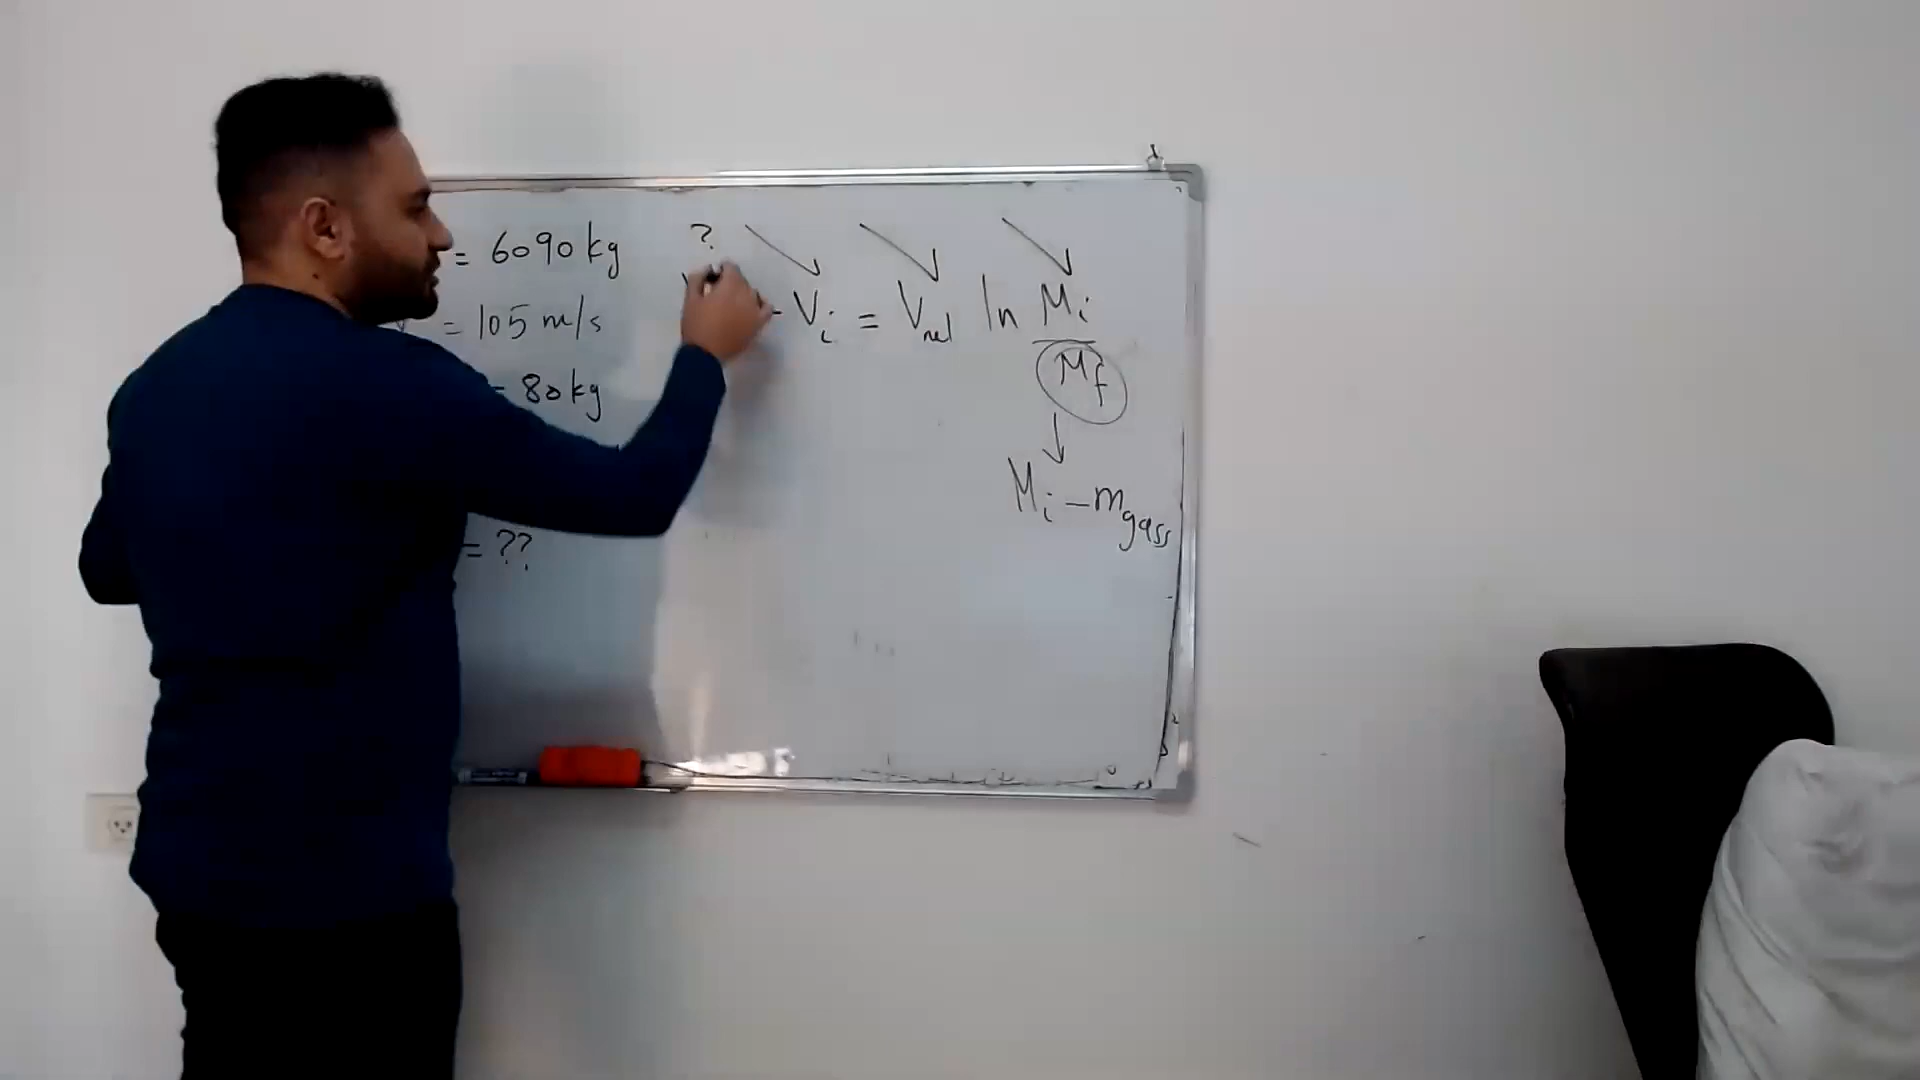 = 6090 kg
= 105 m/s
= 80 kg
= ??
?
- Vi = Vrel ln Mi
Mf
Mi - mgass